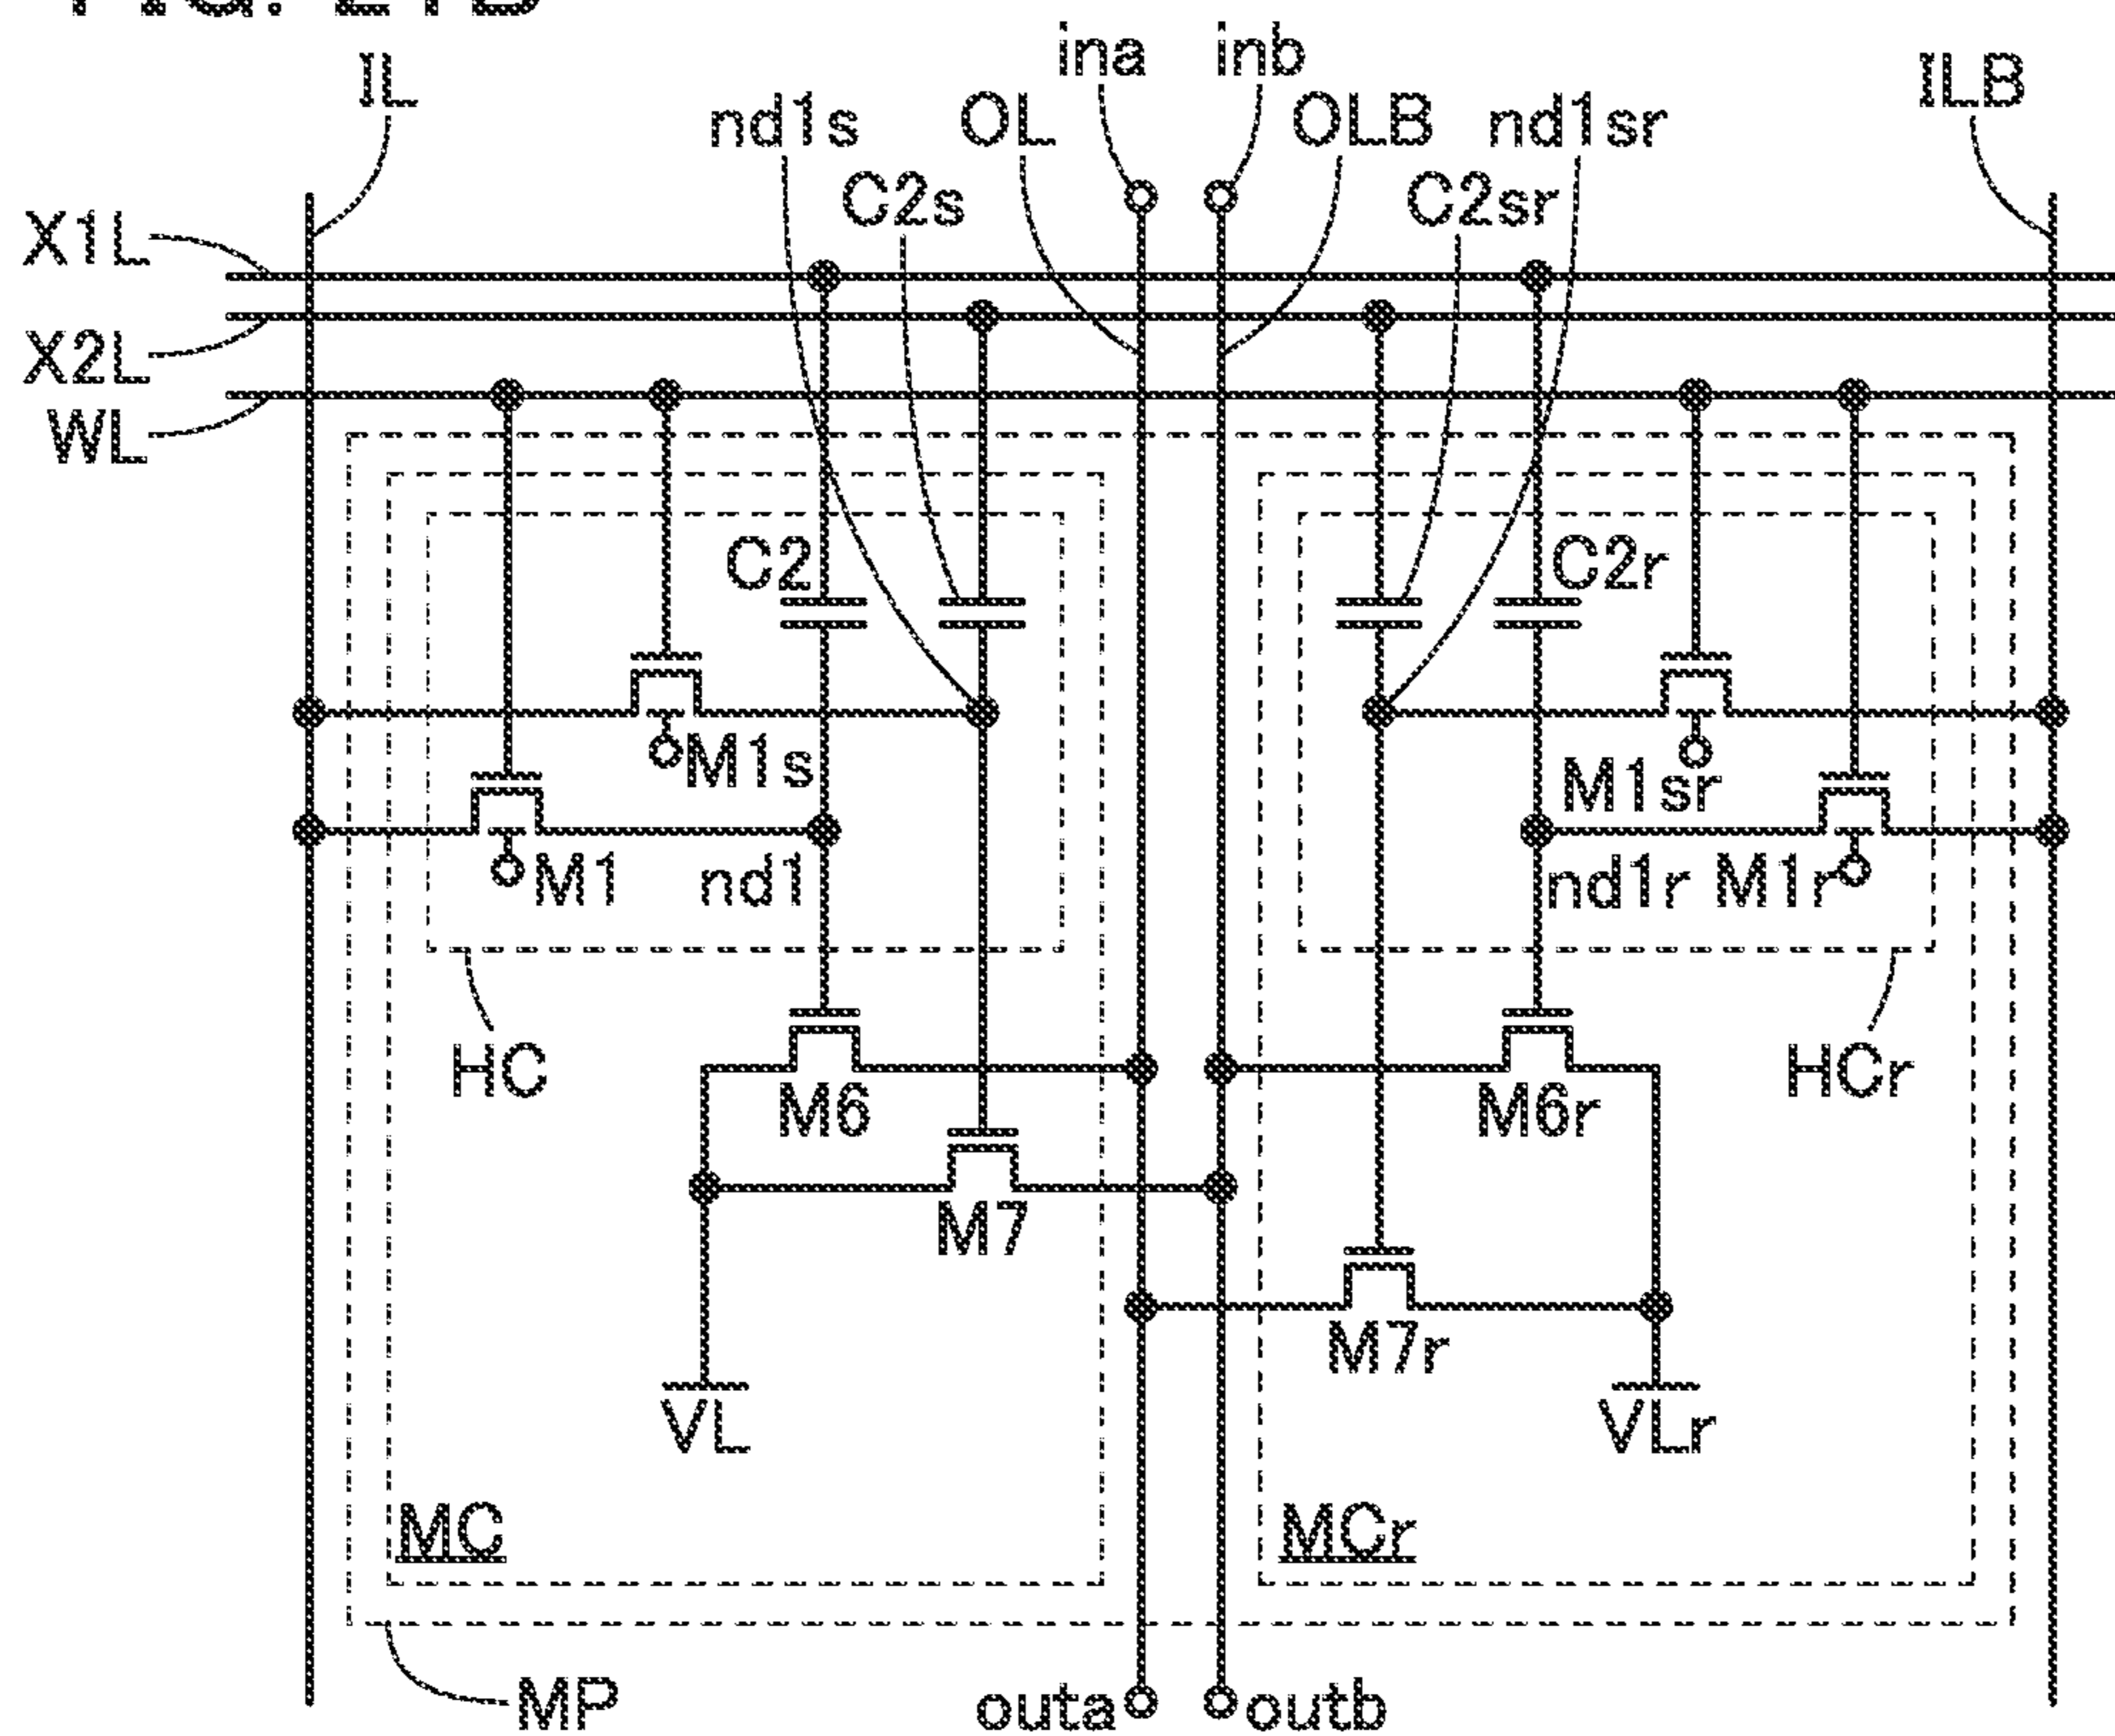 ina inb
IL ILB
nd1s OL OLB nd1sr
C2s C2sr
X1L
X2L
WL
C2 C2r
M1s M1sr
M1 nd1 nd1r M1r
HC M6 M6r HCr
M7
M7r
VL VLr
MC MCr
MP outa outb